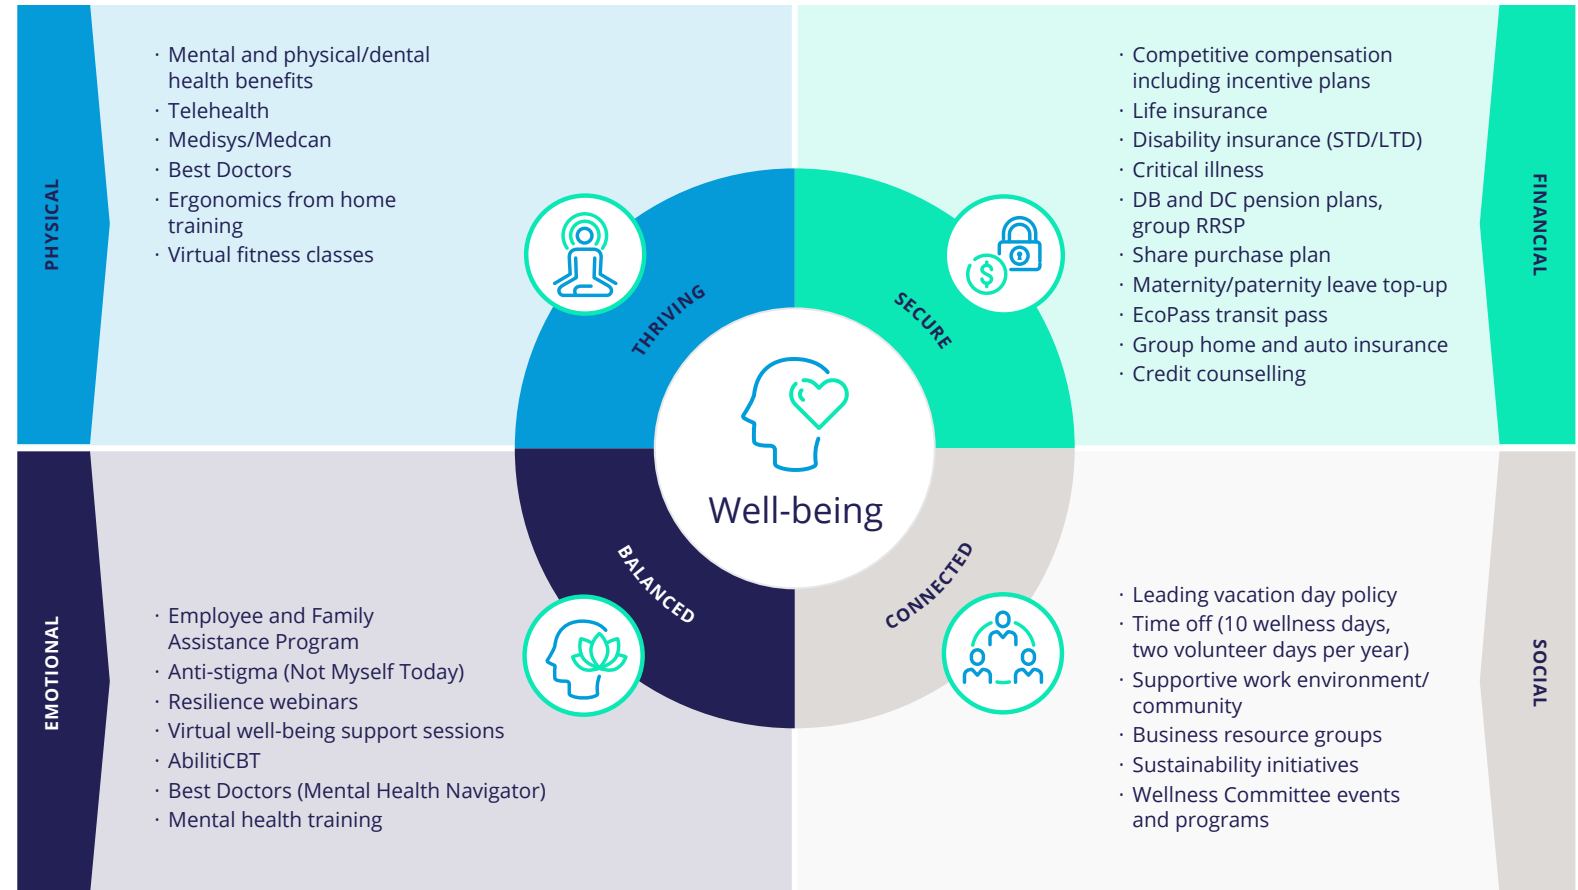 PHYSICAL
· Mental and physical/dental
health benefits
· Telehealth
· Medisys/Medcan
· Best Doctors
· Ergonomics from home
training
· Virtual fitness classes
THRIVING
FINANCIAL
· Competitive compensation
including incentive plans
· Life insurance
· Disability insurance (STD/LTD)
· Critical illness
· DB and DC pension plans,
group RRSP
· Share purchase plan
· Maternity/paternity leave top-up
· EcoPass transit pass
· Group home and auto insurance
· Credit counselling
SECURE
$
Well-being
EMOTIONAL
· Employee and Family
Assistance Program
· Anti-stigma (Not Myself Today)
· Resilience webinars
· Virtual well-being support sessions
· AbilitiCBT
· Best Doctors (Mental Health Navigator)
· Mental health training
BALANCED
SOCIAL
· Leading vacation day policy
· Time off (10 wellness days,
two volunteer days per year)
· Supportive work environment/
community
· Business resource groups
· Sustainability initiatives
· Wellness Committee events
and programs
CONNECTED